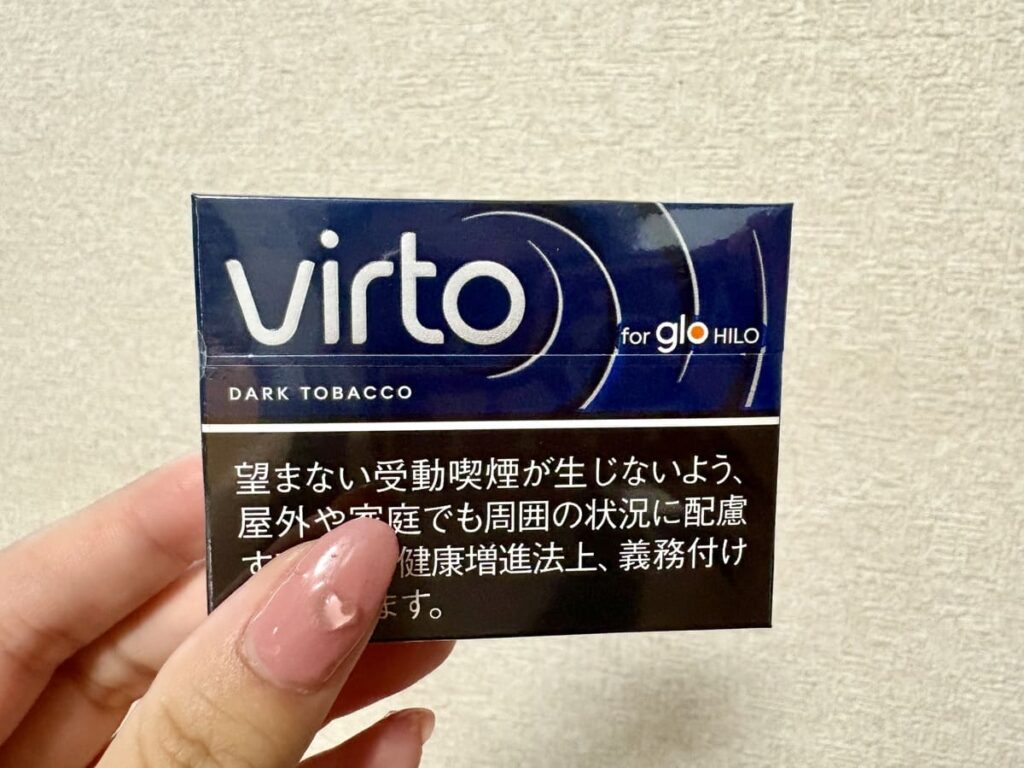 virto
for glo HILO
DARK TOBACCO
望まない受動喫煙が生じないよう、
屋外や家庭でも周囲の状況に配慮
す 健康増進法上、義務付け
ます。